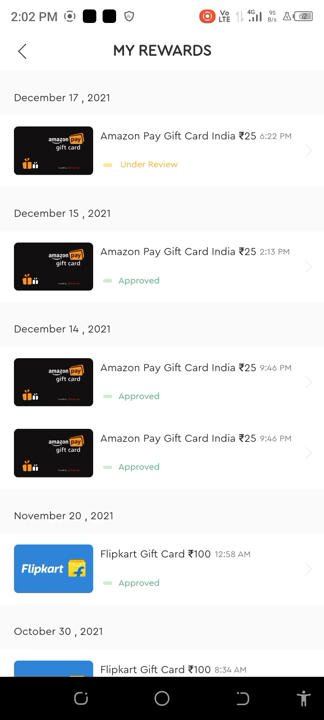 2:02 PM
Vo LTE 4G 95 B/s
MY REWARDS
December 17 , 2021
amazon pay
gift card
Amazon Pay Gift Card India ₹25 6:22 PM
Under Review
December 15 , 2021
amazon pay
gift card
Amazon Pay Gift Card India ₹25 2:13 PM
Approved
December 14 , 2021
amazon pay
gift card
Amazon Pay Gift Card India ₹25 9:46 PM
Approved
amazon pay
gift card
Amazon Pay Gift Card India ₹25 9:46 PM
Approved
November 20 , 2021
Flipkart
Flipkart Gift Card ₹100 12:58 AM
Approved
October 30 , 2021
Flipkart Gift Card ₹100 8:34 AM